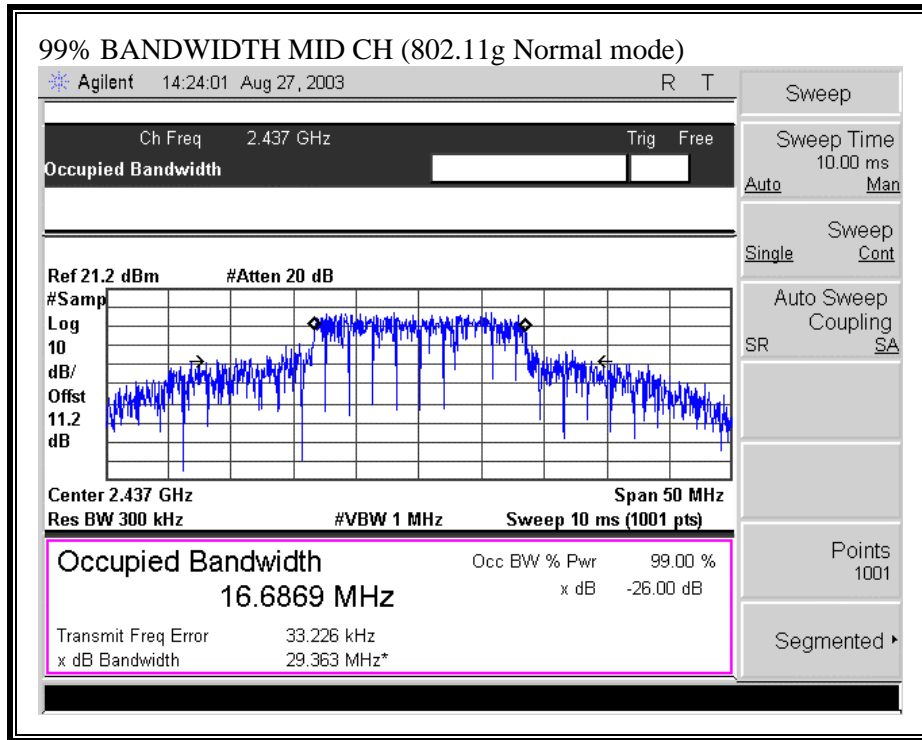 99% BANDWIDTH MID CH (802.11g Normal mode)
Agilent 14:24:01 Aug 27, 2003 R T
Ch Freq 2.437 GHz Trig Free
Occupied Bandwidth
Ref 21.2 dBm #Atten 20 dB
#Samp
Log
10
dB/
Offst
11.2
dB
Center 2.437 GHz Span 50 MHz
Res BW 300 kHz #VBW 1 MHz Sweep 10 ms (1001 pts)
Occupied Bandwidth Occ BW % Pwr 99.00 %
16.6869 MHz x dB -26.00 dB
Transmit Freq Error 33.226 kHz
x dB Bandwidth 29.363 MHz*
Sweep
Sweep Time
10.00 ms
Auto Man
Sweep
Single Cont
Auto Sweep
Coupling
SR SA
Points
1001
Segmented